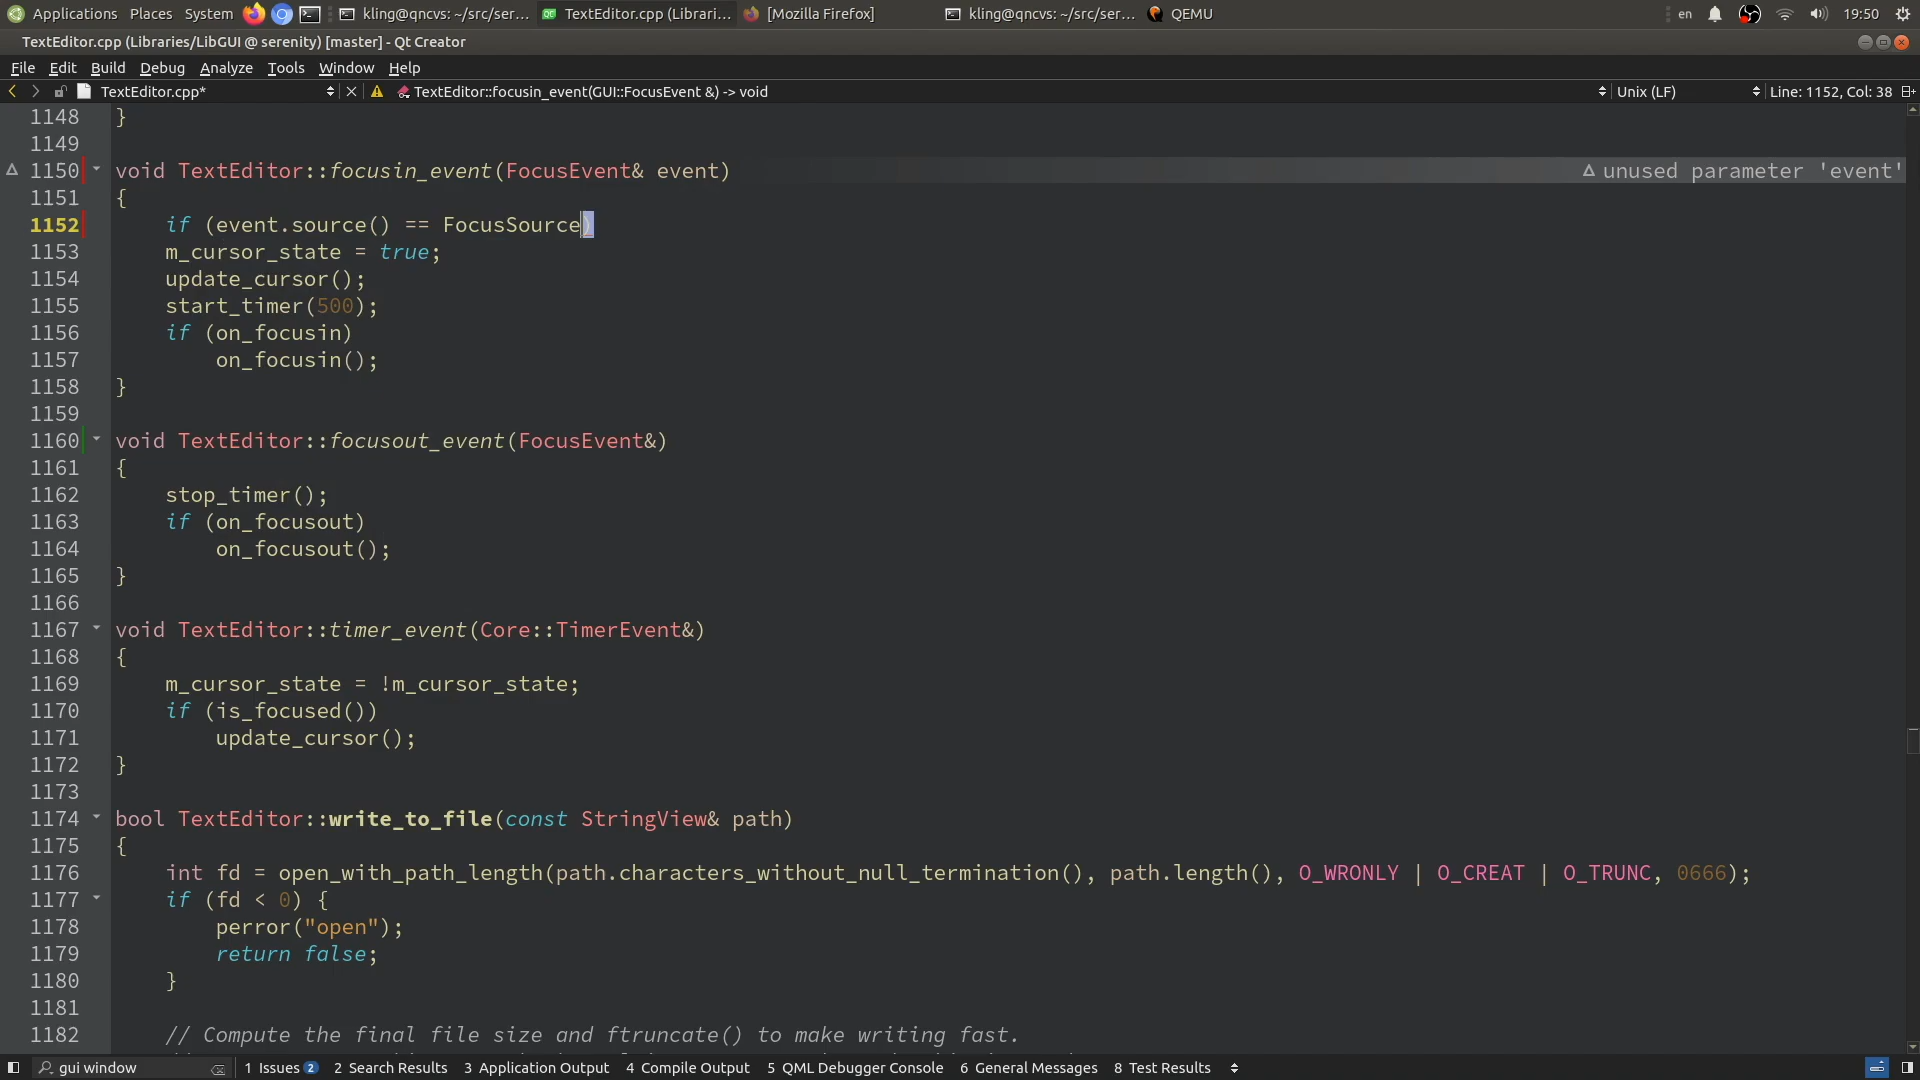 Applications Places System kling@qncvs: ~/src/ser... TextEditor.cpp (Librari... [Mozilla Firefox] kling@qncvs: ~/src/ser... QEMU en 19:50
TextEditor.cpp (Libraries/LibGUI @ serenity) [master] - Qt Creator
File Edit Build Debug Analyze Tools Window Help
TextEditor.cpp* TextEditor::focusin_event(GUI::FocusEvent &) -> void Unix (LF) Line: 1152, Col: 38
1148 }
1149
1150 void TextEditor::focusin_event(FocusEvent& event) unused parameter 'event'
1151 {
1152 if (event.source() == FocusSource)
1153 m_cursor_state = true;
1154 update_cursor();
1155 start_timer(500);
1156 if (on_focusin)
1157 on_focusin();
1158 }
1159
1160 void TextEditor::focusout_event(FocusEvent&)
1161 {
1162 stop_timer();
1163 if (on_focusout)
1164 on_focusout();
1165 }
1166
1167 void TextEditor::timer_event(Core::TimerEvent&)
1168 {
1169 m_cursor_state = !m_cursor_state;
1170 if (is_focused())
1171 update_cursor();
1172 }
1173
1174 bool TextEditor::write_to_file(const StringView& path)
1175 {
1176 int fd = open_with_path_length(path.characters_without_null_termination(), path.length(), O_WRONLY | O_CREAT | O_TRUNC, 0666);
1177 if (fd < 0) {
1178 perror("open");
1179 return false;
1180 }
1181
1182 // Compute the final file size and ftruncate() to make writing fast.
gui window 1 Issues 2 2 Search Results 3 Application Output 4 Compile Output 5 QML Debugger Console 6 General Messages 8 Test Results